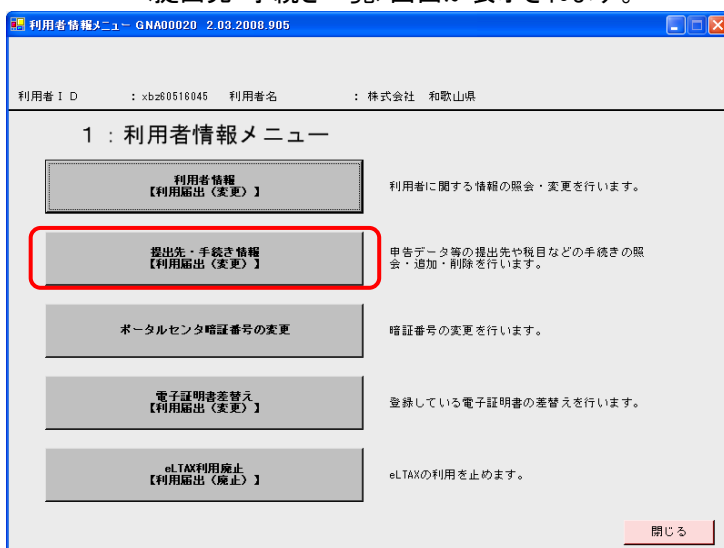 利用者情報メニュー GNA00020 2.03.2008.905
利用者ID : xbz60516045 利用者名 : 株式会社 和歌山県
1：利用者情報メニュー
利用者情報
【利用届出（変更）】
利用者に関する情報の照会・変更を行います。
提出先・手続き情報
【利用届出（変更）】
申告データ等の提出先や税目などの手続きの照
会・追加・削除を行います。
ポータルセンタ暗証番号の変更
暗証番号の変更を行います。
電子証明書差替え
【利用届出（変更）】
登録している電子証明書の差替えを行います。
eLTAX利用廃止
【利用届出（廃止）】
eLTAXの利用を止めます。
閉じる